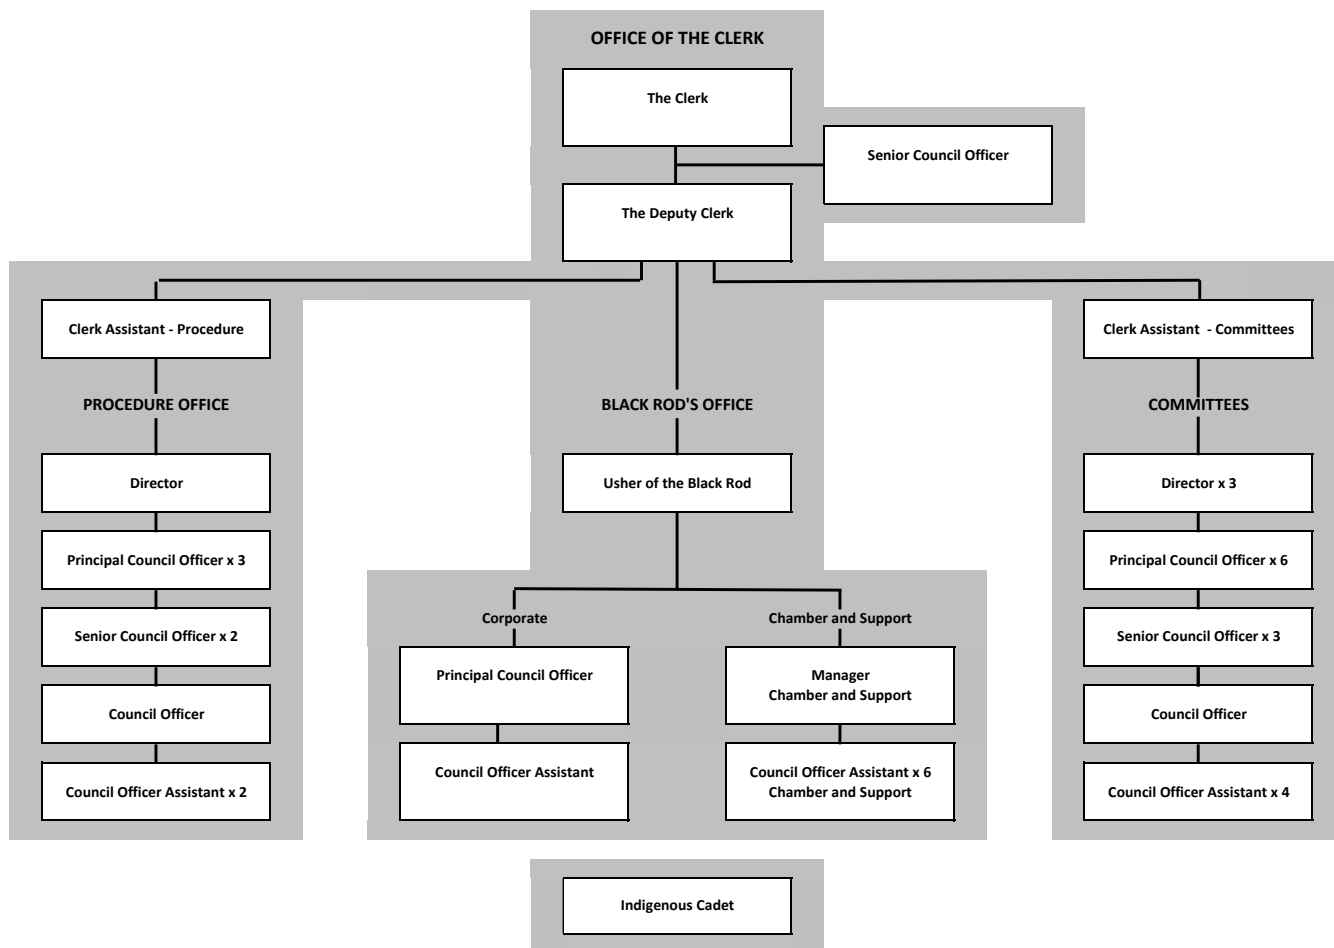 OFFICE OF THE CLERK
The Clerk
Senior Council Officer
The Deputy Clerk
Clerk Assistant - Procedure
Clerk Assistant - Committees
PROCEDURE OFFICE
BLACK ROD'S OFFICE
COMMITTEES
Director
Usher of the Black Rod
Director x 3
Principal Council Officer x 3
Principal Council Officer x 6
Senior Council Officer x 2
Corporate
Chamber and Support
Senior Council Officer x 3
Principal Council Officer
Manager
Chamber and Support
Council Officer
Council Officer
Council Officer Assistant x 2
Council Officer Assistant
Council Officer Assistant x 6
Chamber and Support
Council Officer Assistant x 4
Indigenous Cadet